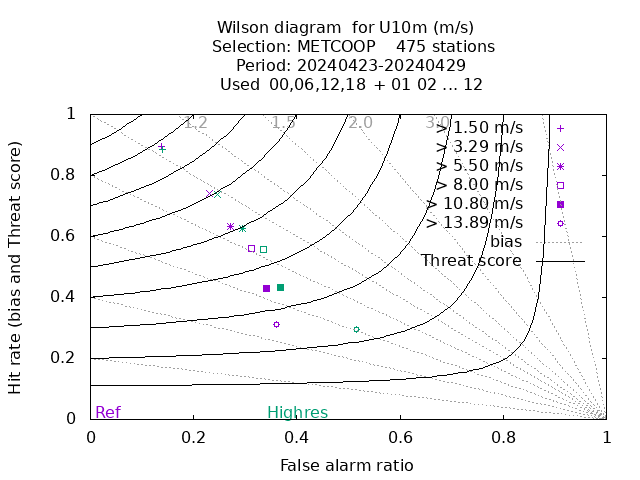 Wilson diagram  for U10m (m/s)
Selection: METCOOP    475 stations
Period: 20240423-20240429
Used  00,06,12,18  + 01 02 ... 12
Hit rate (bias and Threat score)
1
0.8
0.6
0.4
0.2
0
1.2
1.5
2.0
3.0
> 1.50 m/s
> 3.29 m/s
> 5.50 m/s
> 8.00 m/s
> 10.80 m/s
> 13.89 m/s
bias
Threat score
Ref
Highres
0
0.2
0.4
0.6
0.8
1
False alarm ratio